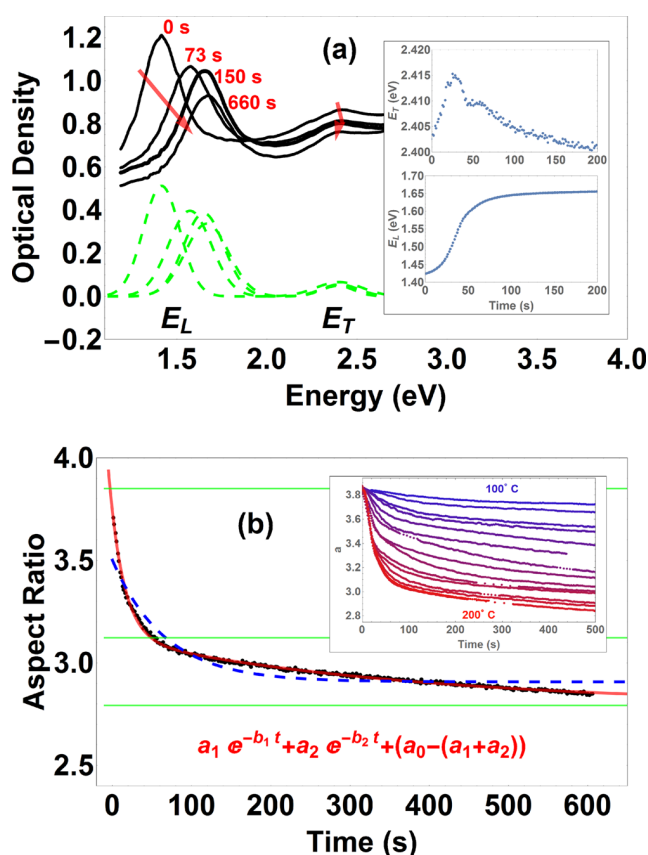 (a)
0 s
73 s
150 s
660 s
1.2
1.0
0.8
0.6
0.4
0.2
0.0
−0.2
Optical Density
E_L
E_T
1.5
2.0
2.5
3.0
3.5
4.0
Energy (eV)
2.420
2.415
2.410
2.405
2.400
E_T (eV)
0
50
100
150
200
1.70
1.65
1.60
1.55
1.50
1.45
1.40
E_L (eV)
0
50
100
150
200
Time (s)
(b)
4.0
3.5
3.0
2.5
Aspect Ratio
a₁ e^{−b₁ t}+a₂ e^{−b₂ t}+(a₀−(a₁+a₂))
0
100
200
300
400
500
600
Time (s)
3.8
3.6
3.4
3.2
3.0
2.8
a
100° C
200° C
0
100
200
300
400
500
Time (s)